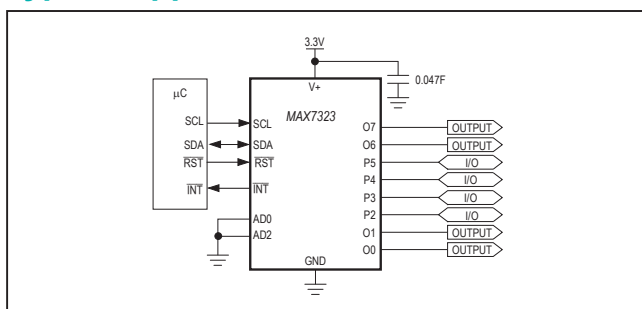 3.3V
0.047F
V+
μC
MAX7323
SCL
SCL
SDA
SDA
RST
RST
INT
INT
AD0
AD2
GND
O7
OUTPUT
O6
OUTPUT
P5
I/O
P4
I/O
P3
I/O
P2
I/O
O1
OUTPUT
O0
OUTPUT